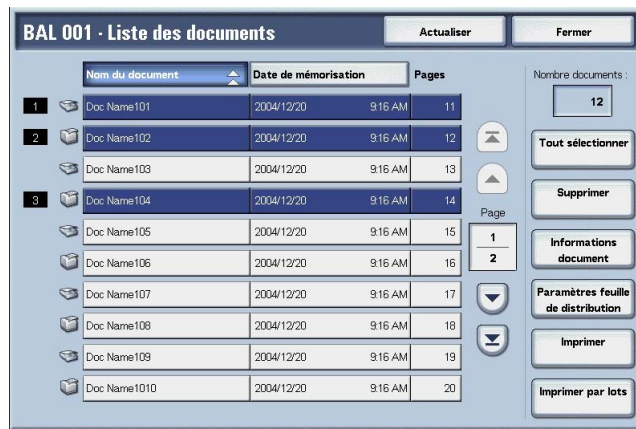 BAL 001 - Liste des documents
Actualiser
Fermer
Nom du document
Date de mémorisation
Pages
Nombre documents :
12
1 Doc Name101 2004/12/20 9:16 AM 11
2 Doc Name102 2004/12/20 9:16 AM 12
Doc Name103 2004/12/20 9:16 AM 13
3 Doc Name104 2004/12/20 9:16 AM 14
Doc Name105 2004/12/20 9:16 AM 15
Doc Name106 2004/12/20 9:16 AM 16
Doc Name107 2004/12/20 9:16 AM 17
Doc Name108 2004/12/20 9:16 AM 18
Doc Name109 2004/12/20 9:16 AM 19
Doc Name1010 2004/12/20 9:16 AM 20
Page
1
2
Tout sélectionner
Supprimer
Informations
document
Paramètres feuille
de distribution
Imprimer
Imprimer par lots